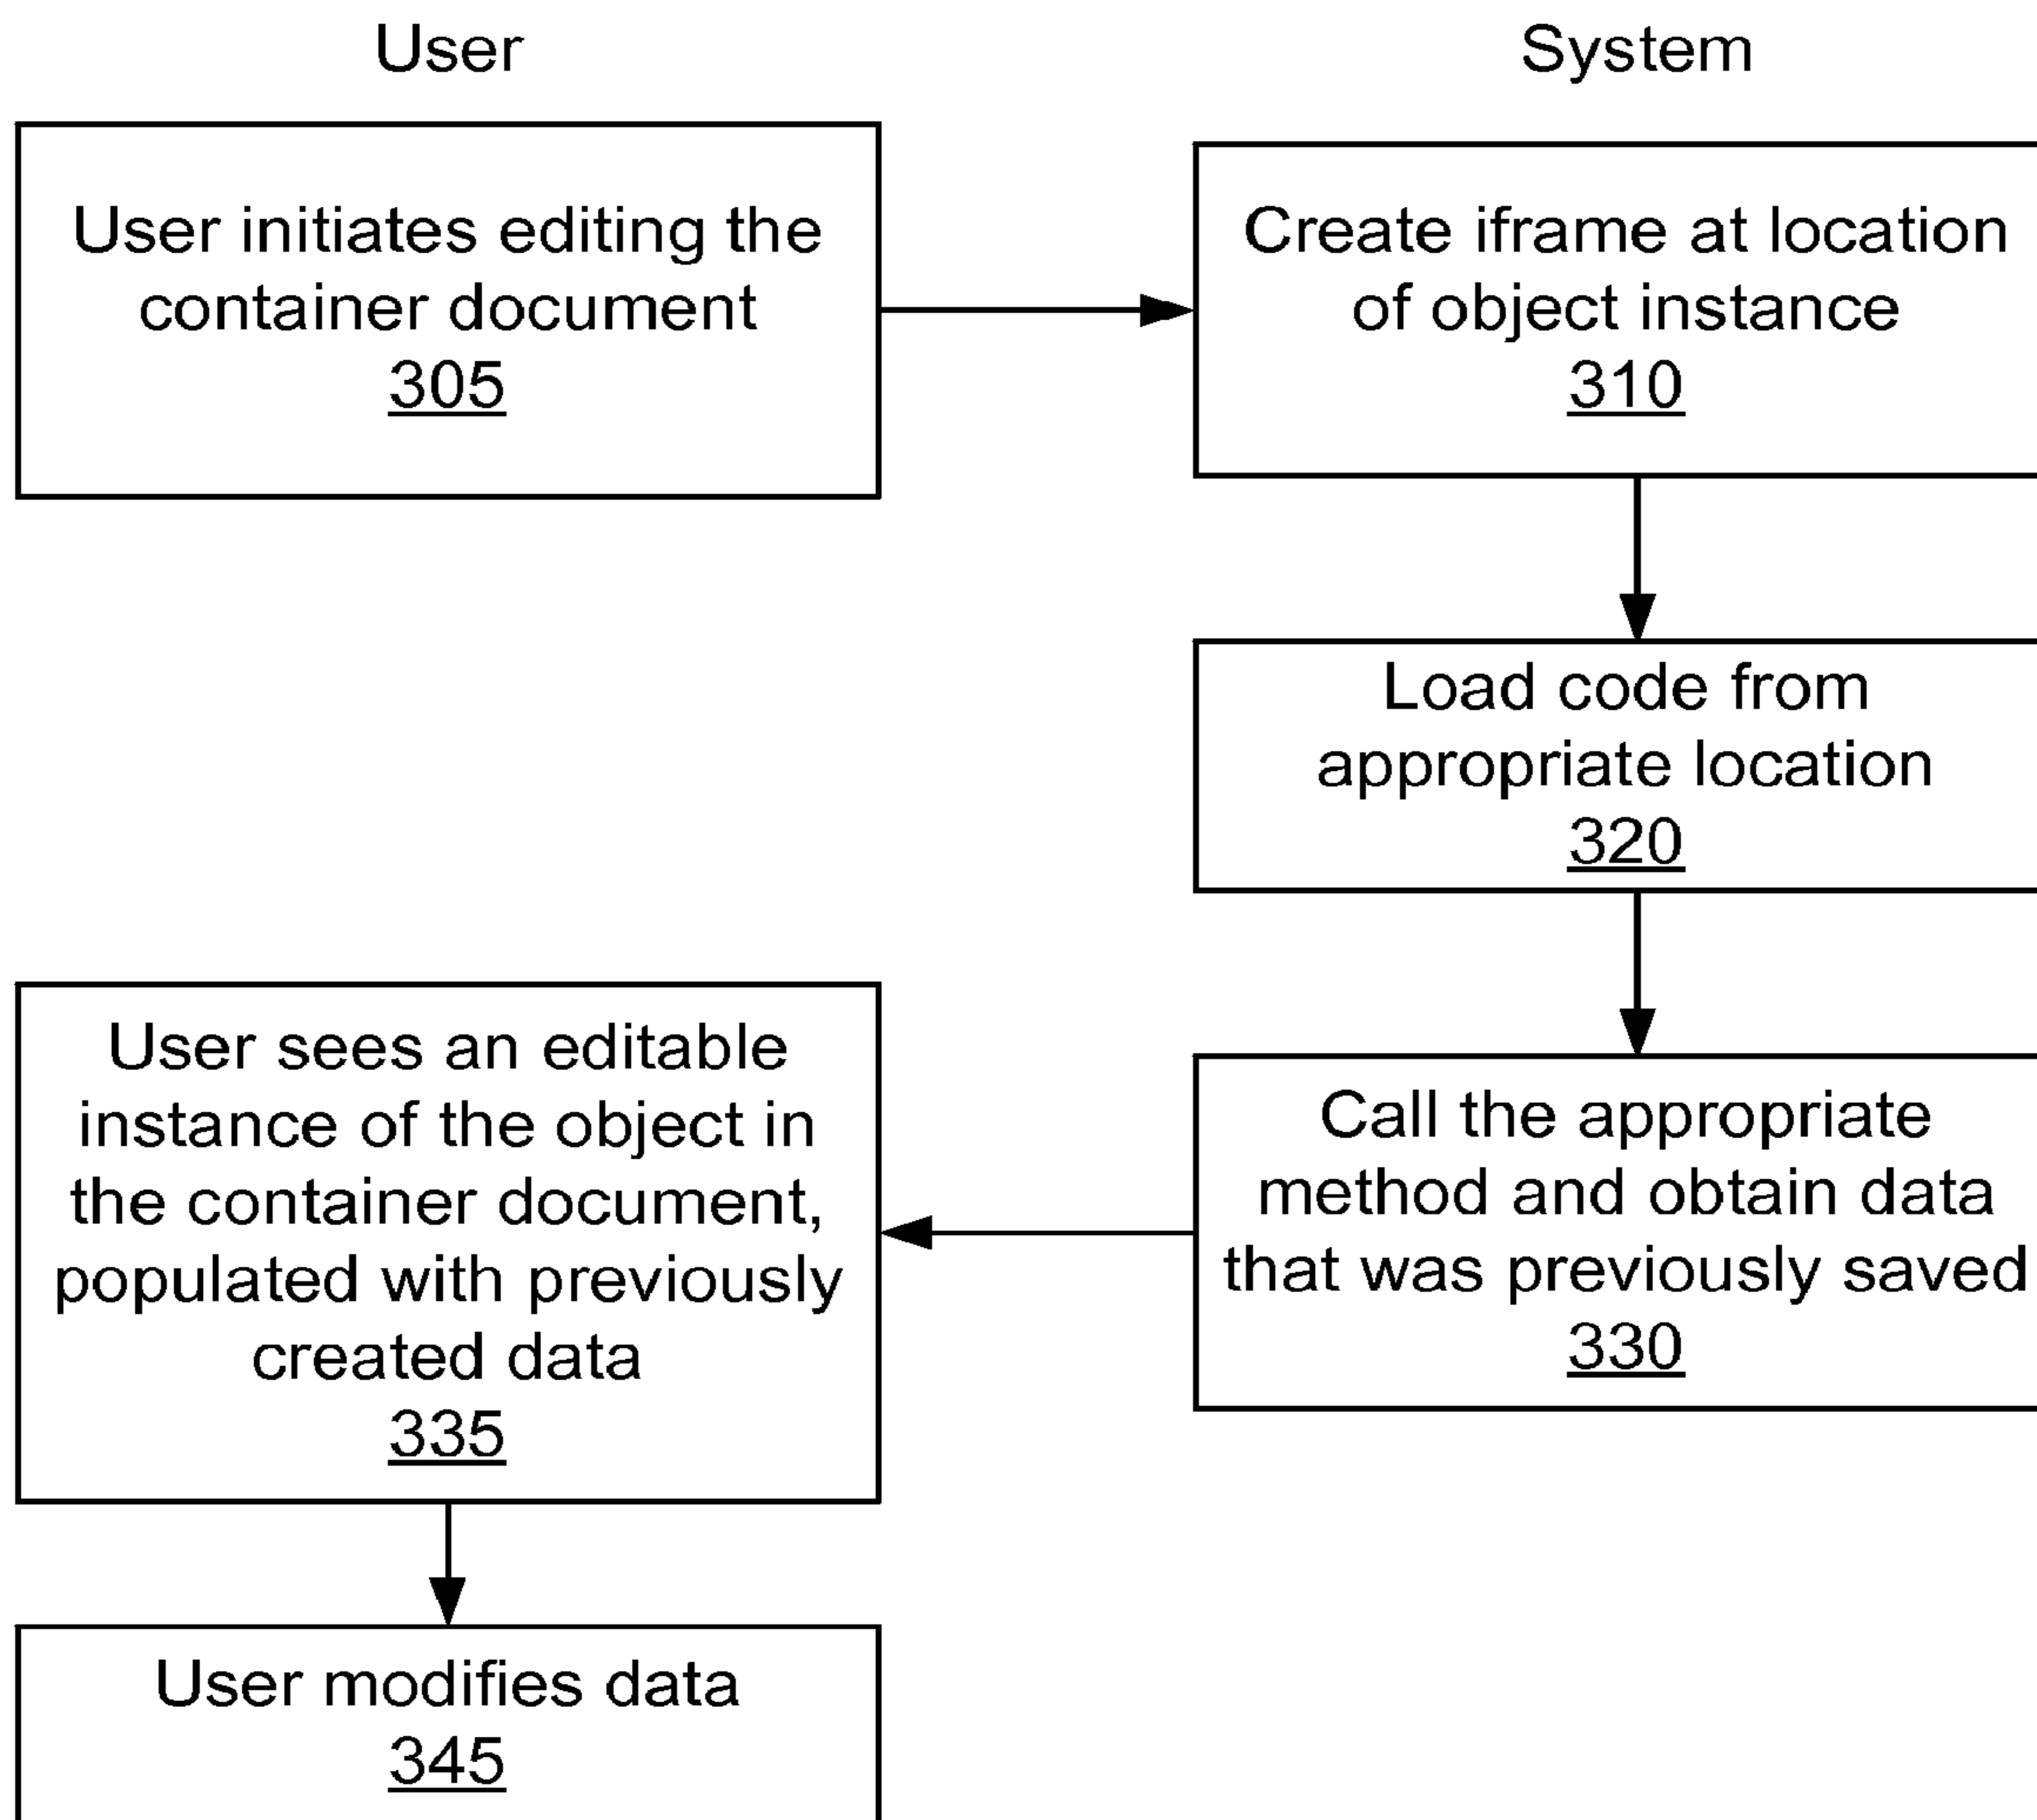 User
System
User initiates editing the
container document
305
Create iframe at location
of object instance
310
Load code from
appropriate location
320
Call the appropriate
method and obtain data
that was previously saved
330
User sees an editable
instance of the object in
the container document,
populated with previously
created data
335
User modifies data
345